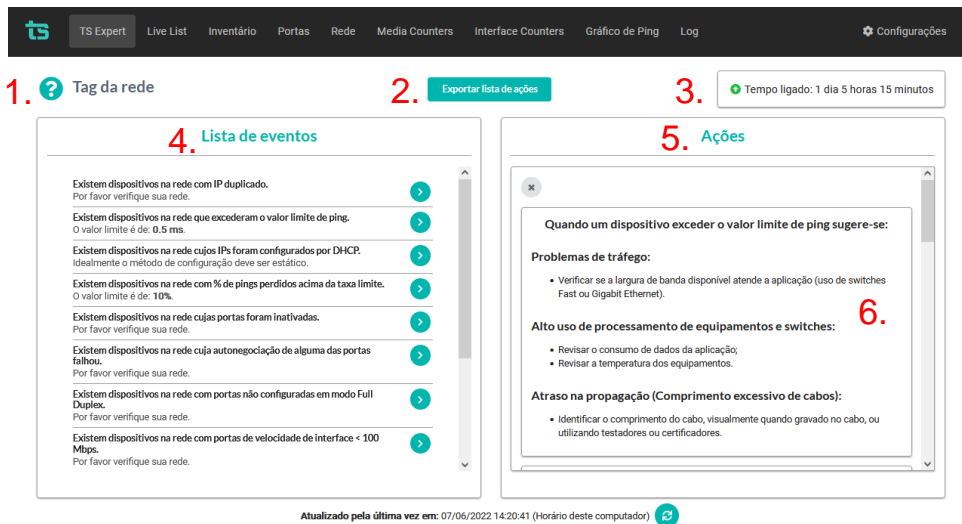 ts TS Expert Live List Inventário Portas Rede Media Counters Interface Counters Gráfico de Ping Log Configurações
1. ? Tag da rede 2. Exportar lista de ações 3. Tempo ligado: 1 dia 5 horas 15 minutos
4. Lista de eventos
Existem dispositivos na rede com IP duplicado.
Por favor verifique sua rede.
Existem dispositivos na rede que excederam o valor limite de ping.
O valor limite é de: 0.5 ms.
Existem dispositivos na rede cujos IPs foram configurados por DHCP.
Idealmente o método de configuração deve ser estático.
Existem dispositivos na rede com % de pings perdidos acima da taxa limite.
O valor limite é de: 10%.
Existem dispositivos na rede cujas portas foram inativadas.
Por favor verifique sua rede.
Existem dispositivos na rede cuja autonegociação de alguma das portas
falhou.
Por favor verifique sua rede.
Existem dispositivos na rede com portas não configuradas em modo Full
Duplex.
Por favor verifique sua rede.
Existem dispositivos na rede com portas de velocidade de interface < 100
Mbps.
Por favor verifique sua rede.
5. Ações
Quando um dispositivo exceder o valor limite de ping sugere-se:
Problemas de tráfego:
• Verificar se a largura de banda disponível atende a aplicação (uso de switches
Fast ou Gigabit Ethernet).
6.
Alto uso de processamento de equipamentos e switches:
• Revisar o consumo de dados da aplicação;
• Revisar a temperatura dos equipamentos.
Atraso na propagação (Comprimento excessivo de cabos):
• Identificar o comprimento do cabo, visualmente quando gravado no cabo, ou
utilizando testadores ou certificadores.
Atualizado pela última vez em: 07/06/2022 14:20:41 (Horário deste computador)